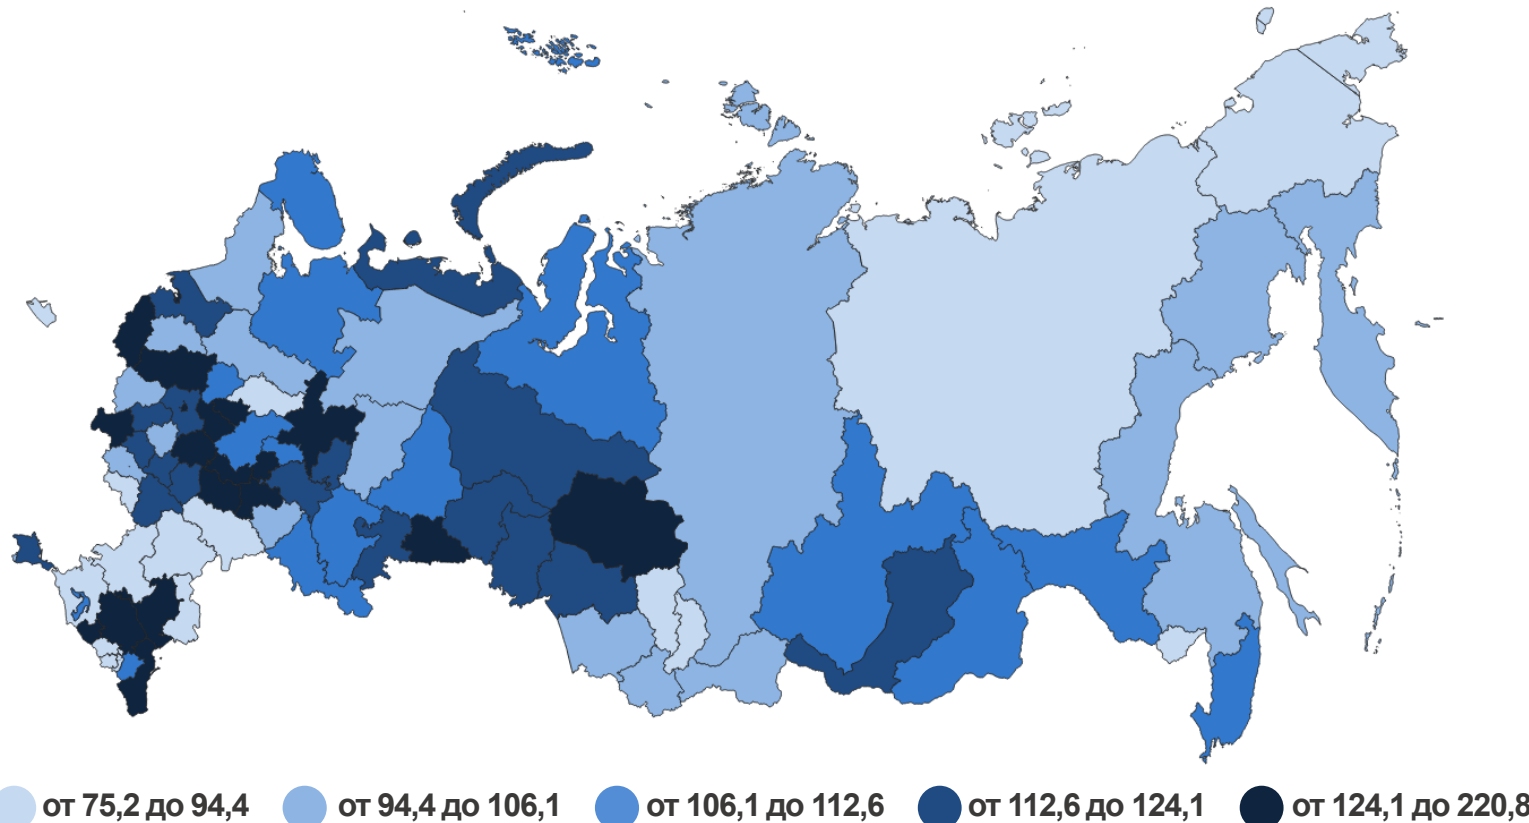 от 75,2 до 94,4 от 94,4 до 106,1 от 106,1 до 112,6 от 112,6 до 124,1 от 124,1 до 220,8